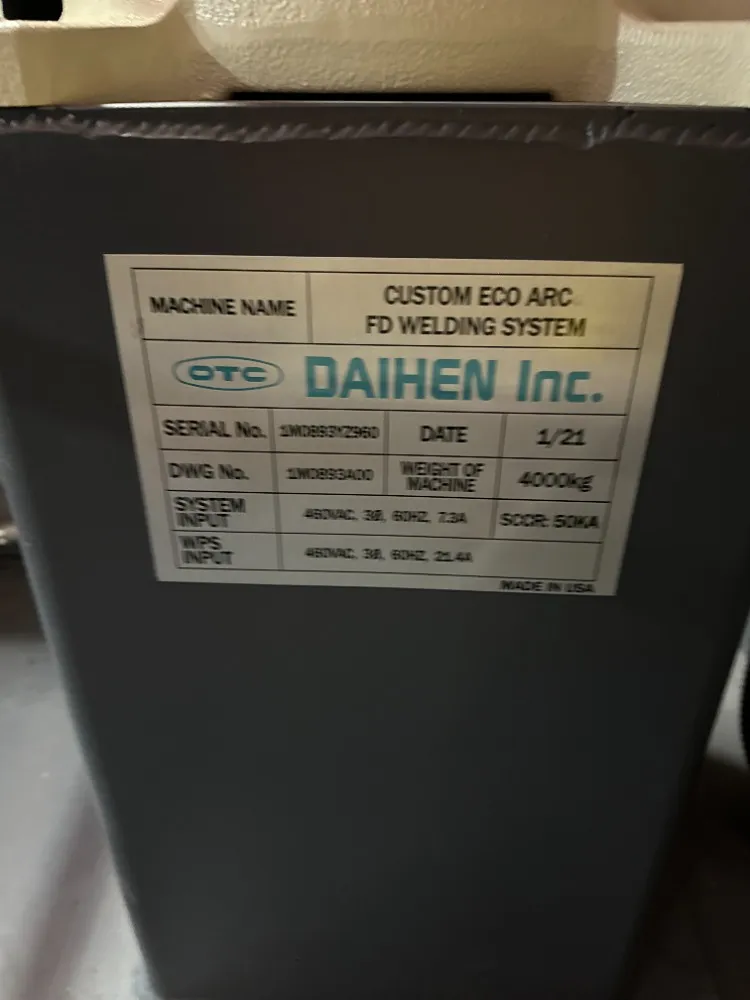 MACHINE NAME
CUSTOM ECO ARC
FD WELDING SYSTEM
OTC DAIHEN Inc.
SERIAL No. 1W0893YZ960 DATE 1/21
DWG No. 1W0893A00 WEIGHT OF MACHINE 4000kg
SYSTEM INPUT 460VAC, 3Ø, 60HZ, 7.3A SCCR: 50KA
WPS INPUT 460VAC, 3Ø, 60HZ, 21.4A
MADE IN USA